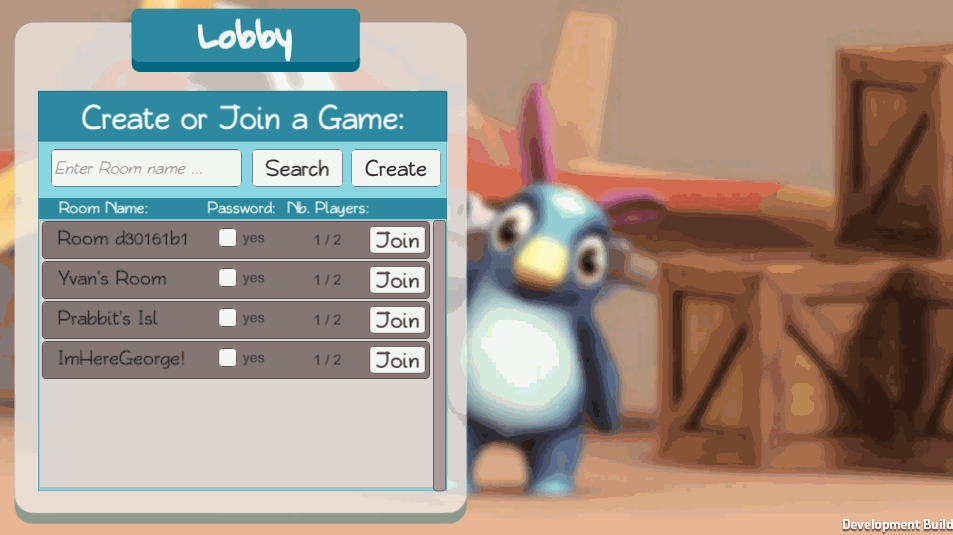 Lobby
Create or Join a Game:
Enter Room name ... Search Create
Room Name: Password: Nb. Players:
Room d30161b1 yes 1 / 2 Join
Yvan's Room yes 1 / 2 Join
Prabbit's Isl yes 1 / 2 Join
ImHereGeorge! yes 1 / 2 Join
Development Build